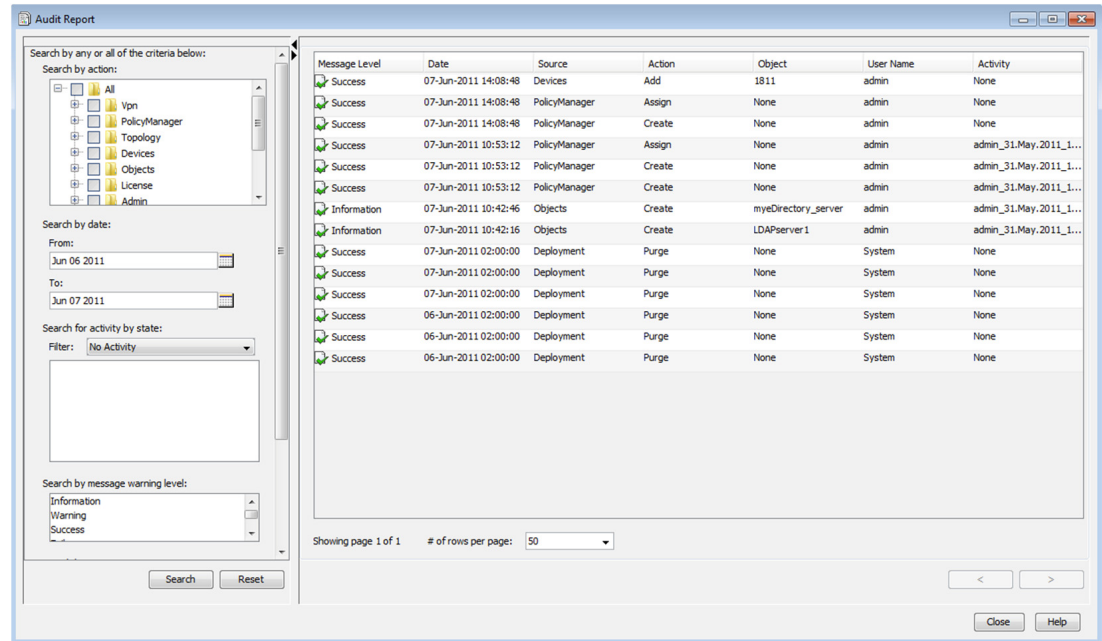 Audit Report
Search by any or all of the criteria below:
Search by action:
All
Vpn
PolicyManager
Topology
Devices
Objects
License
Admin
Search by date:
From:
Jun 06 2011
To:
Jun 07 2011
Search for activity by state:
Filter: No Activity
Search by message warning level:
Information
Warning
Success
Search Reset
Message Level Date Source Action Object User Name Activity
Success 07-Jun-2011 14:08:48 Devices Add 1811 admin None
Success 07-Jun-2011 14:08:48 PolicyManager Assign None admin None
Success 07-Jun-2011 14:08:48 PolicyManager Create None admin None
Success 07-Jun-2011 10:53:12 PolicyManager Assign None admin admin_31.May.2011_1...
Success 07-Jun-2011 10:53:12 PolicyManager Create None admin admin_31.May.2011_1...
Success 07-Jun-2011 10:53:12 PolicyManager Create None admin admin_31.May.2011_1...
Information 07-Jun-2011 10:42:46 Objects Create myeDirectory_server admin admin_31.May.2011_1...
Information 07-Jun-2011 10:42:16 Objects Create LDAPserver1 admin admin_31.May.2011_1...
Success 07-Jun-2011 02:00:00 Deployment Purge None System None
Success 07-Jun-2011 02:00:00 Deployment Purge None System None
Success 07-Jun-2011 02:00:00 Deployment Purge None System None
Success 06-Jun-2011 02:00:00 Deployment Purge None System None
Success 06-Jun-2011 02:00:00 Deployment Purge None System None
Success 06-Jun-2011 02:00:00 Deployment Purge None System None
Showing page 1 of 1 # of rows per page: 50
< >
Close Help